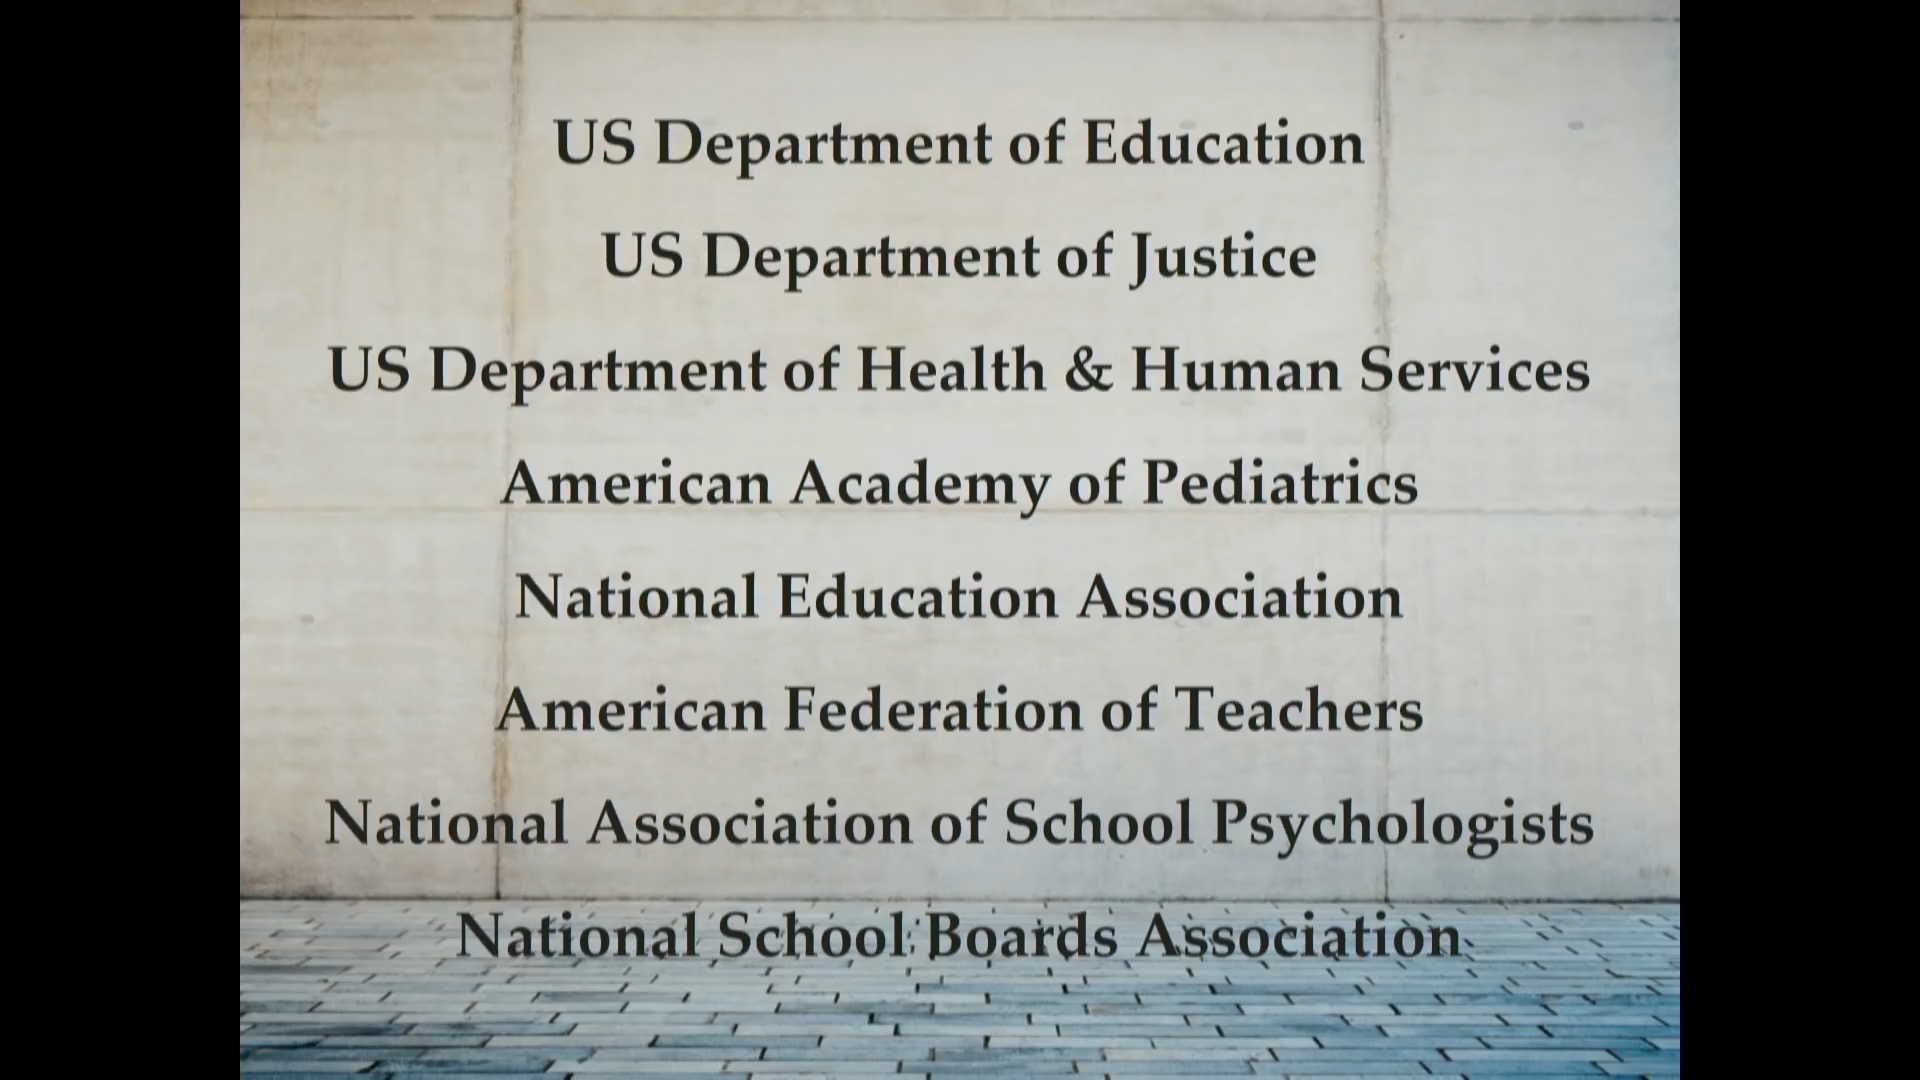 US Department of Education
US Department of Justice
US Department of Health & Human Services
American Academy of Pediatrics
National Education Association
American Federation of Teachers
National Association of School Psychologists
National School Boards Association